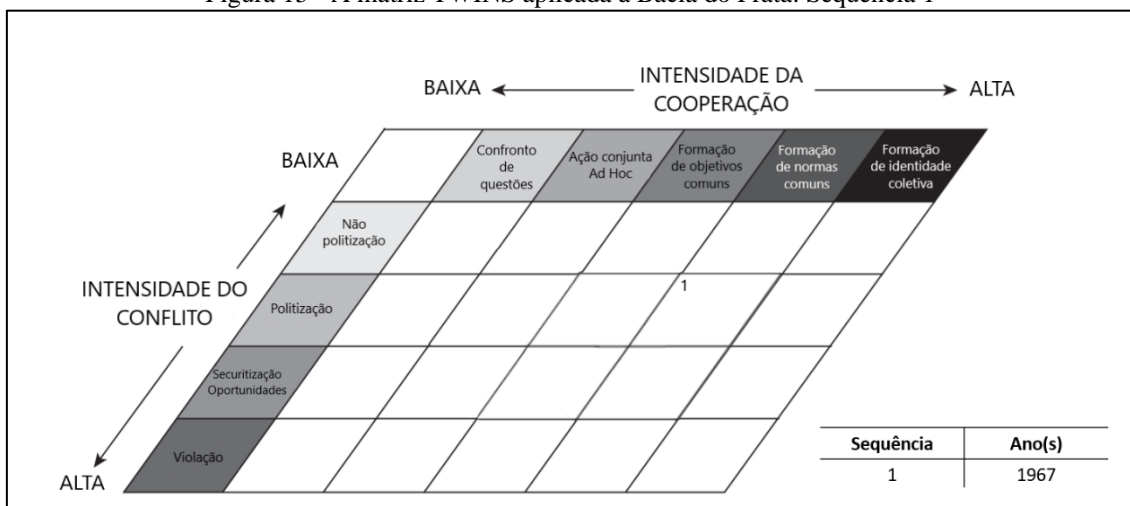 A matriz TWINS aplicada à Bacia do Prata: Sequência 1
BAIXA
INTENSIDADE DA
COOPERAÇÃO
ALTA
BAIXA
Confronto
de
questões
Ação conjunta
Ad Hoc
Formação
de objetivos
comuns
Formação
de normas
comuns
Formação
de identidade
coletiva
Não
politização
INTENSIDADE DO
CONFLITO
Politização
1
Securitização
Oportunidades
Violação
ALTA
Sequência Ano(s)
1 1967